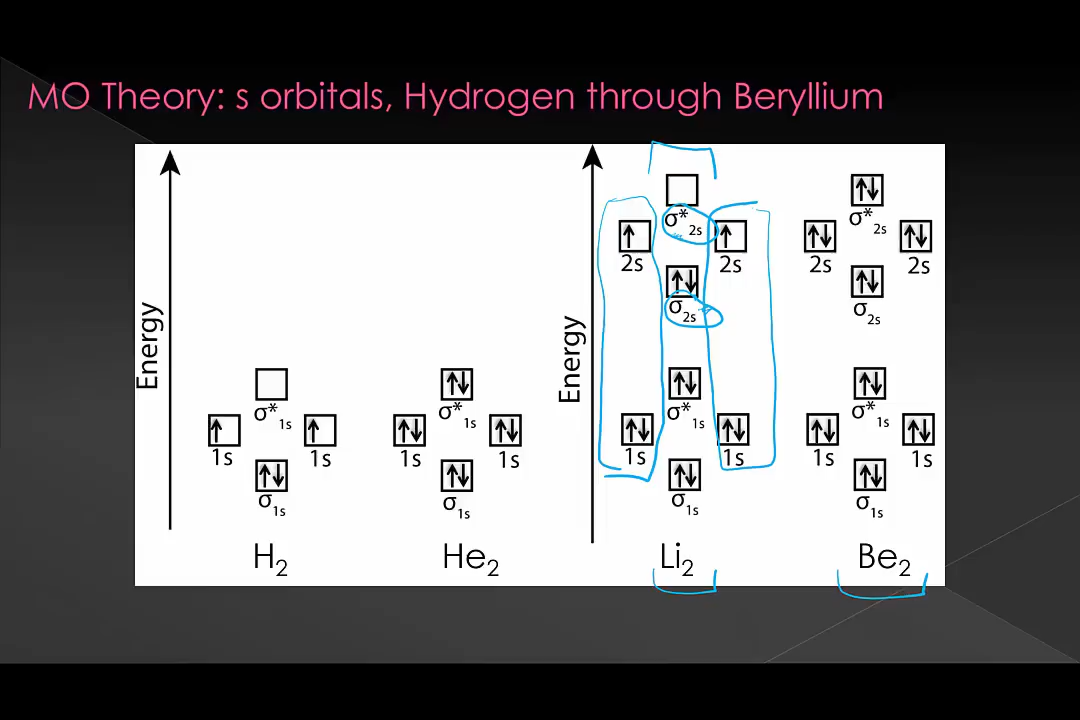 MO Theory: s orbitals, Hydrogen through Beryllium
Energy
σ*1s
1s 1s
σ1s
H2
σ*1s
1s 1s
σ1s
He2
Energy
σ*2s
2s 2s
σ2s
σ*1s
1s 1s
σ1s
Li2
σ*2s
2s 2s
σ2s
σ*1s
1s 1s
σ1s
Be2